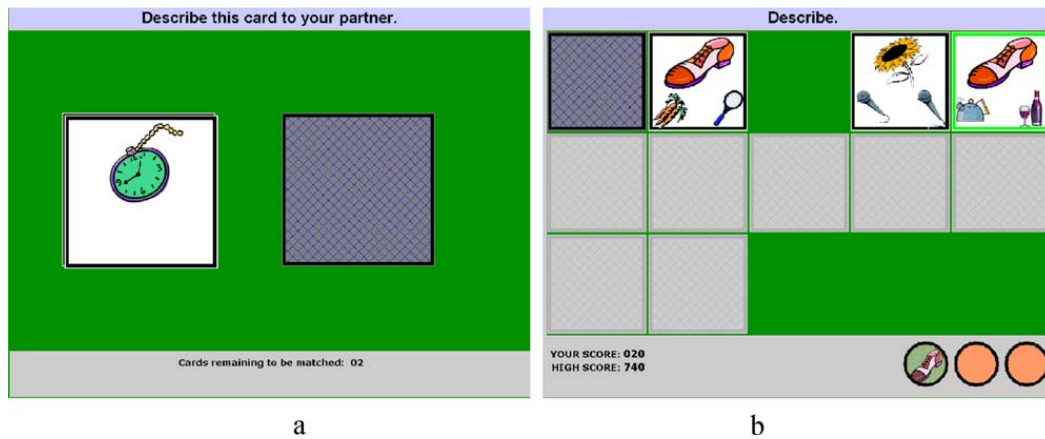 Describe this card to your partner.
Cards remaining to be matched: 02
a
Describe.
YOUR SCORE: 020
HIGH SCORE: 740
b